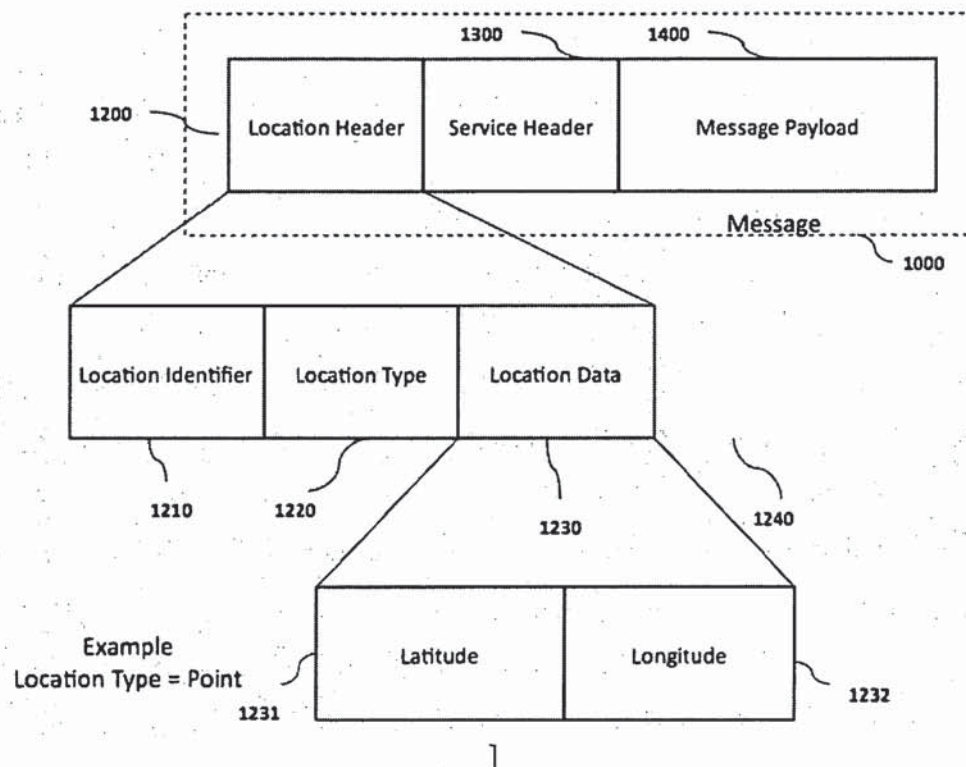 1300
1400
1200
Location Header
Service Header
Message Payload
Message
1000
Location Identifier
Location Type
Location Data
1210
1220
1230
1240
Example
Location Type = Point
Latitude
Longitude
1231
1232